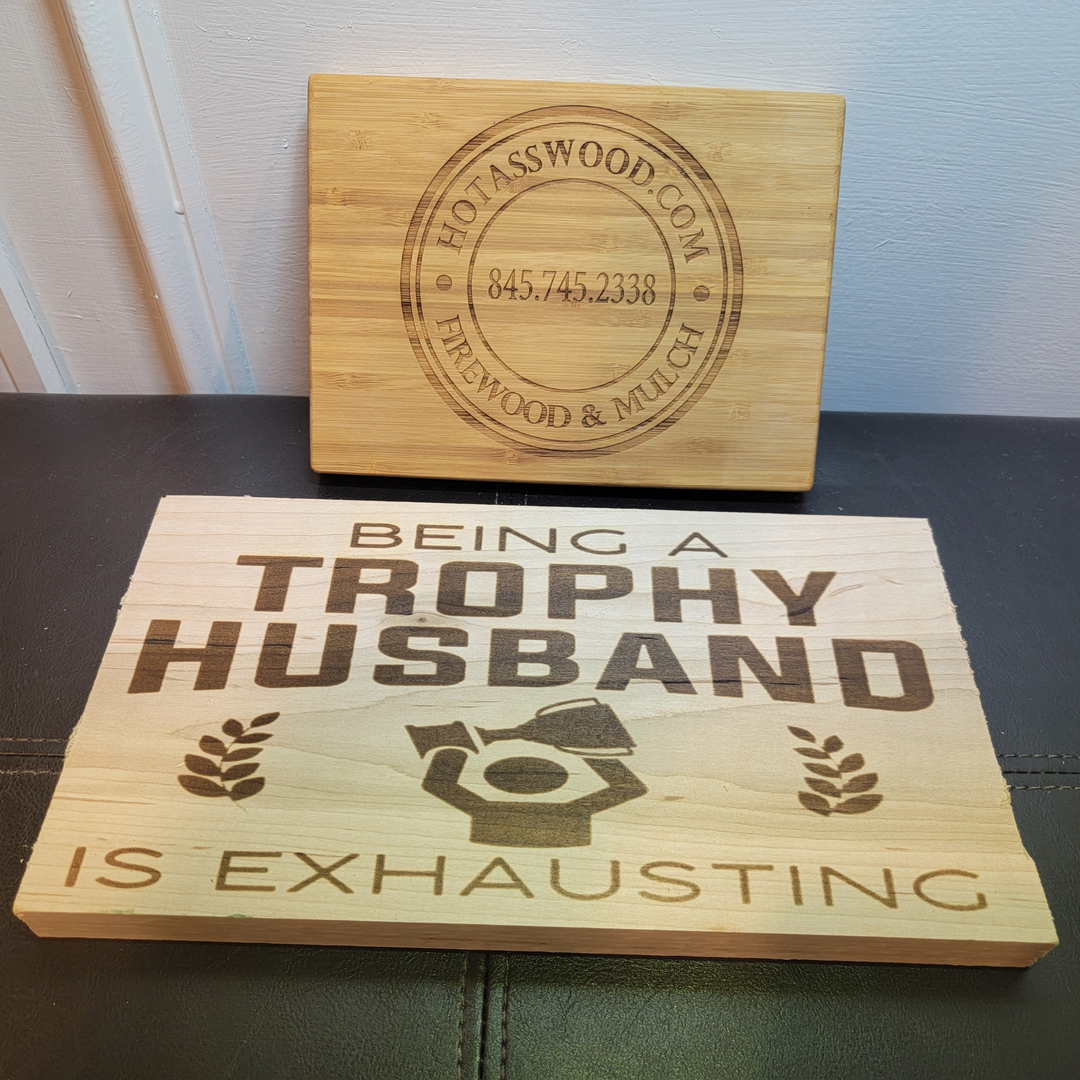 HOTASSWOOD.COM
845.745.2338
FIREWOOD & MULCH
BEING A
TROPHY
HUSBAND
IS EXHAUSTING